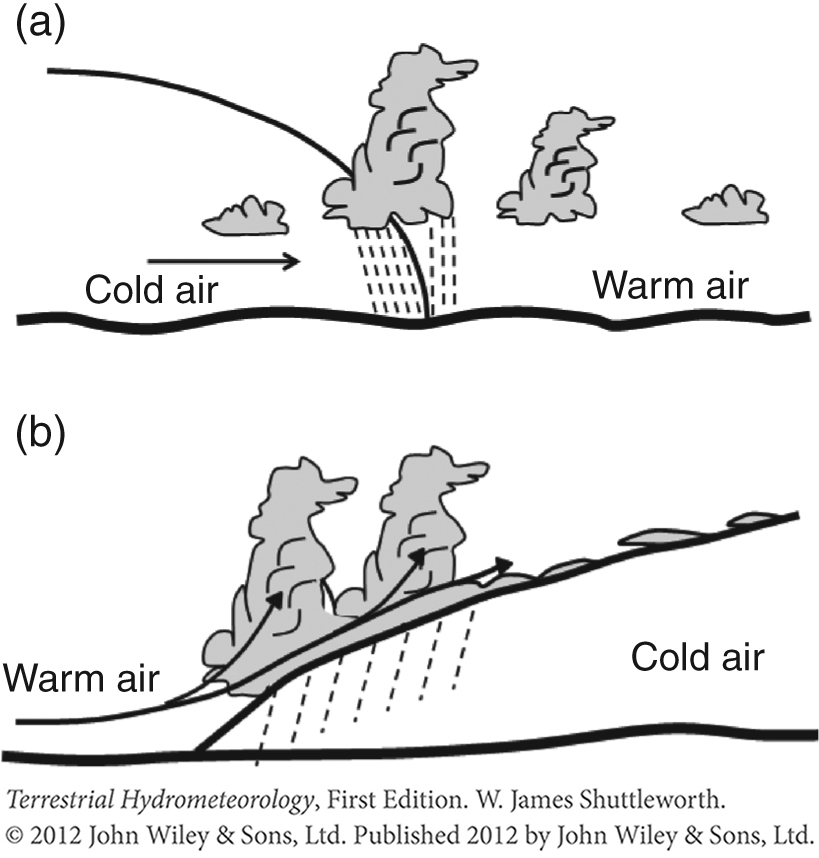 (a)
Cold air
Warm air
(b)
Warm air
Cold air
Terrestrial Hydrometeorology, First Edition. W. James Shuttleworth.
© 2012 John Wiley & Sons, Ltd. Published 2012 by John Wiley & Sons, Ltd.